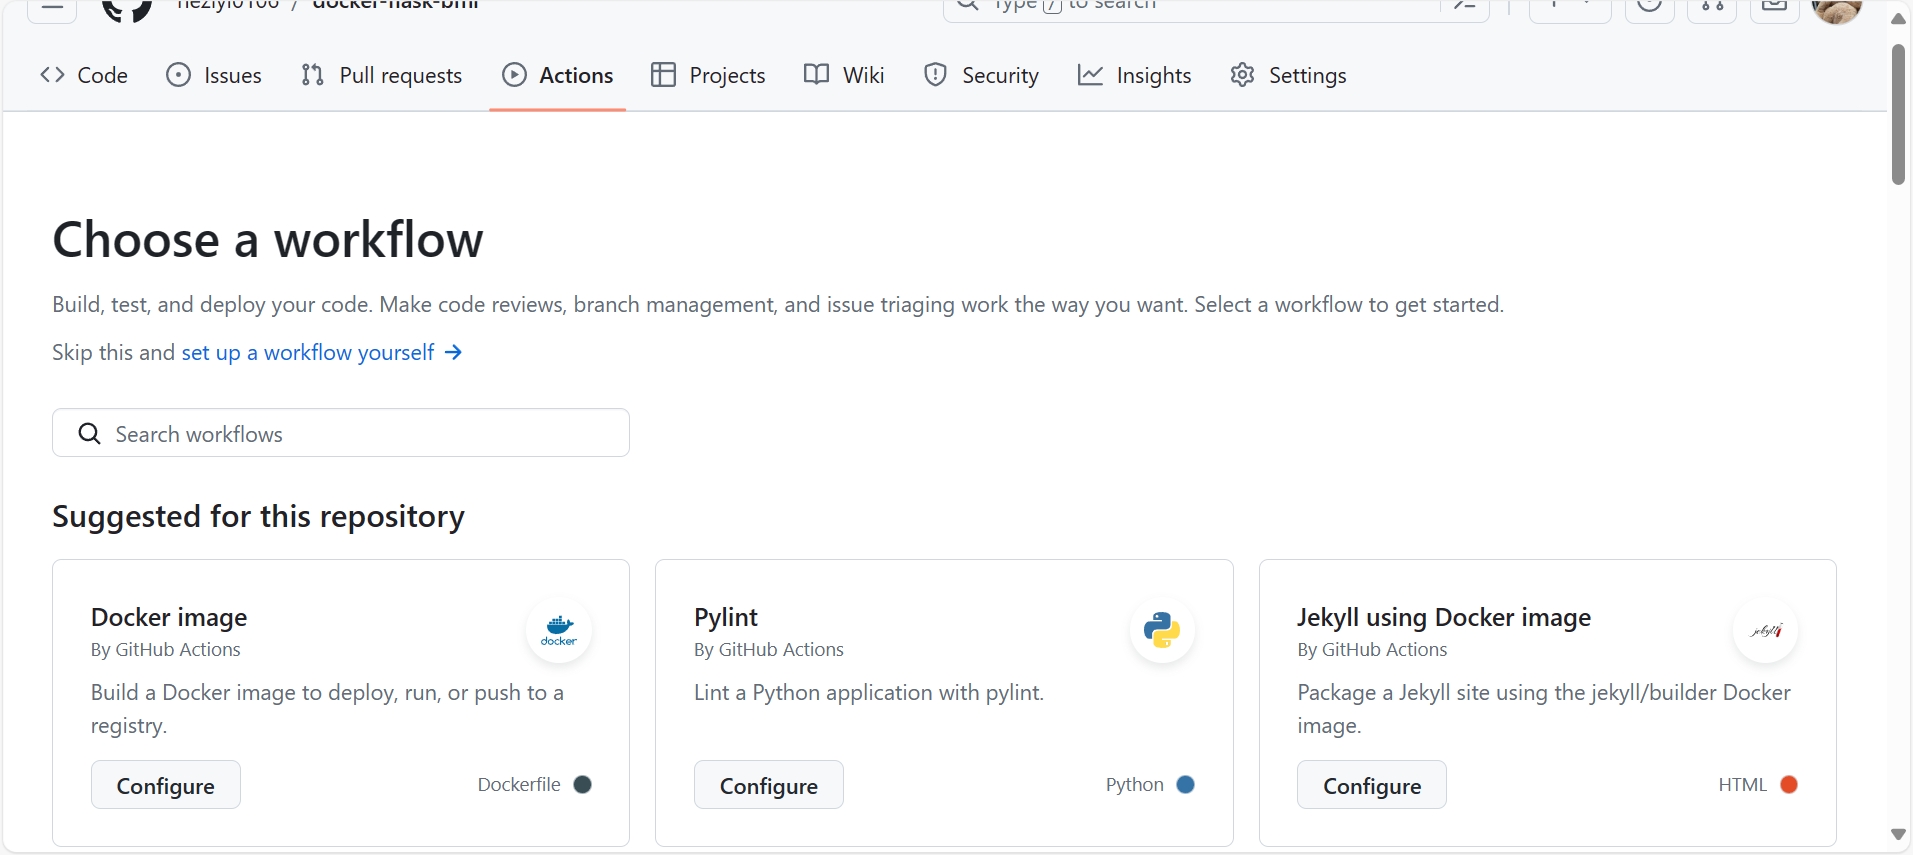 docker-flask-bmi
Type / to search
Code Issues Pull requests Actions Projects Wiki Security Insights Settings
Choose a workflow
Build, test, and deploy your code. Make code reviews, branch management, and issue triaging work the way you want. Select a workflow to get started.
Skip this and set up a workflow yourself →
Search workflows
Suggested for this repository
Docker image
By GitHub Actions
docker
Build a Docker image to deploy, run, or push to a
registry.
Configure
Dockerfile
Pylint
By GitHub Actions
Lint a Python application with pylint.
Configure
Python
Jekyll using Docker image
By GitHub Actions
jekyll
Package a Jekyll site using the jekyll/builder Docker
image.
Configure
HTML